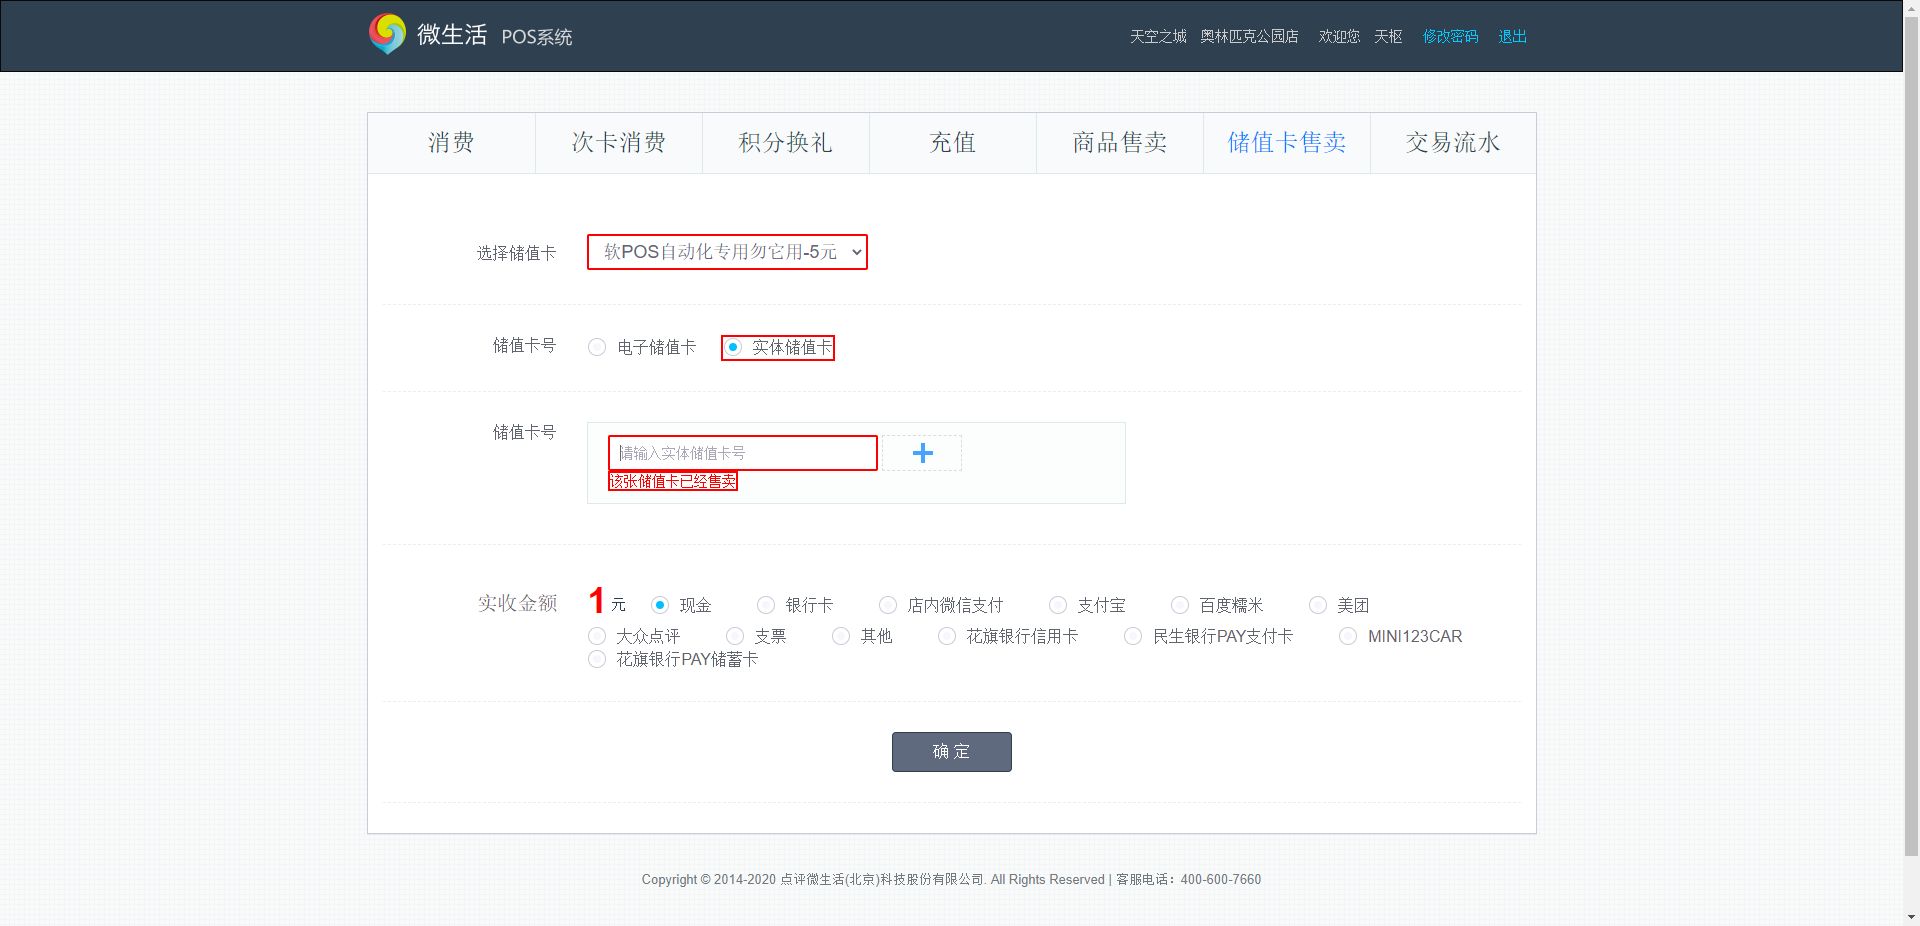 微生活 POS系统
天空之城 奥林匹克公园店 欢迎您 天枢 修改密码 退出
消费 次卡消费 积分换礼 充值 商品售卖 储值卡售卖 交易流水
选择储值卡 软POS自动化专用勿它用-5元
储值卡号 电子储值卡 实体储值卡
储值卡号 请输入实体储值卡号
该张储值卡已经售卖
实收金额 1 元 现金 银行卡 店内微信支付 支付宝 百度糯米 美团
大众点评 支票 其他 花旗银行信用卡 民生银行PAY支付卡 MINI123CAR
花旗银行PAY储蓄卡
确 定
Copyright © 2014-2020 点评微生活(北京)科技股份有限公司. All Rights Reserved | 客服电话：400-600-7660